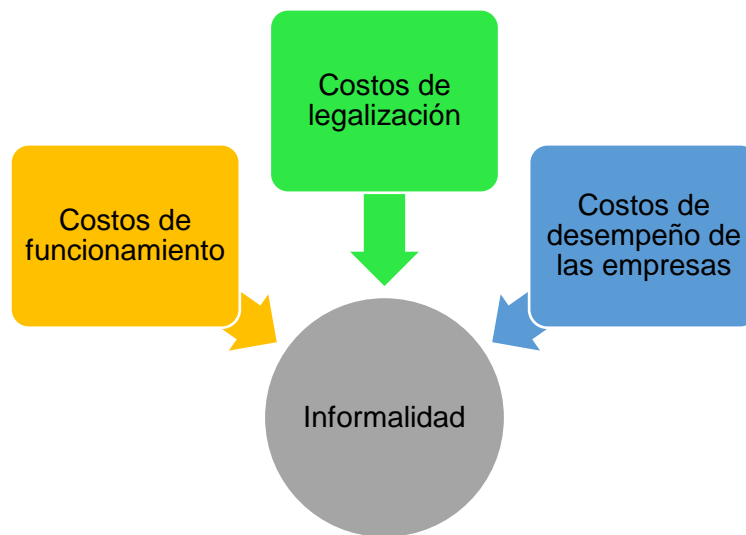 Costos de
legalización
Costos de
funcionamiento
Costos de
desempeño de
las empresas
Informalidad